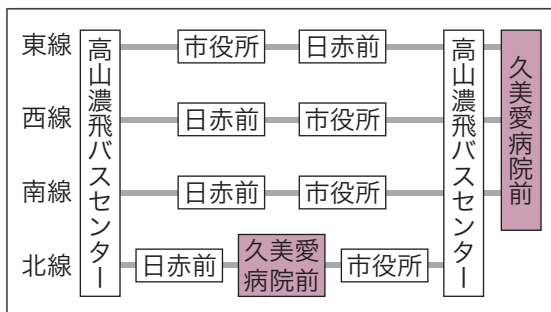 東線
高山濃飛バスセンター
市役所
日赤前
高山濃飛バスセンター
久美愛病院前
西線
日赤前
市役所
南線
日赤前
市役所
北線
日赤前
久美愛
病院前
市役所